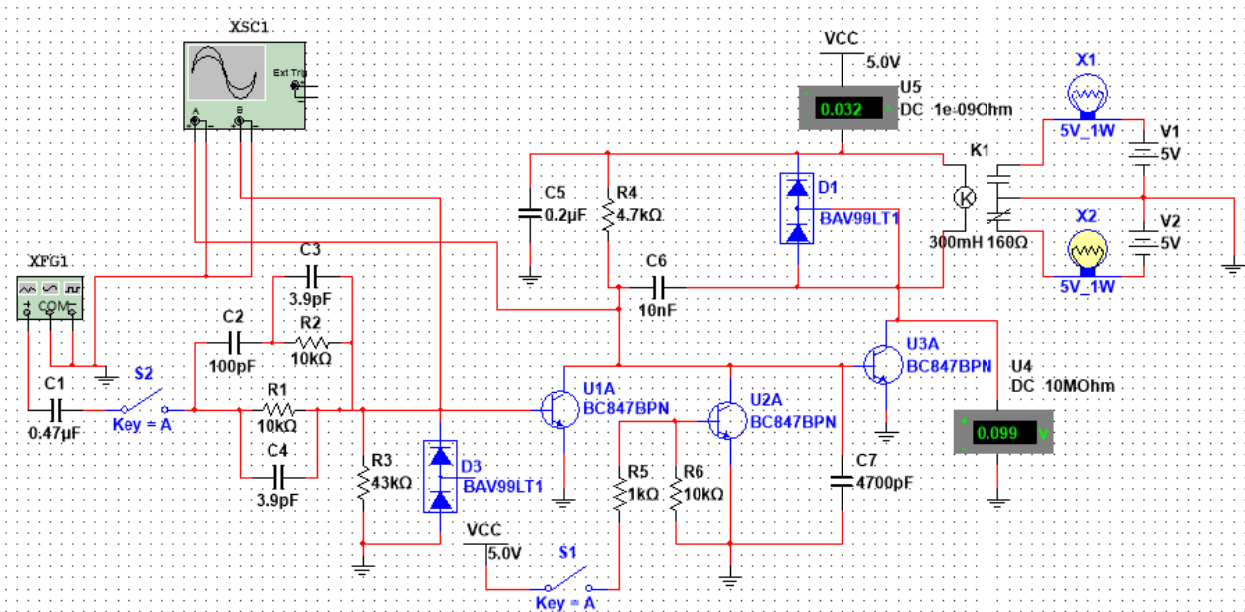 XSC1
Ext Trig
A
B
VCC
5.0V
U5
0.032
A
DC 1e-09Ohm
X1
5V_1W
V1
5V
K1
K
300mH 160Ω
X2
5V_1W
V2
5V
C5
0.2µF
R4
4.7kΩ
D1
BAV99LT1
C6
10nF
XFG1
COM
C3
3.9pF
C2
100pF
R2
10kΩ
C1
0.47µF
S2
Key = A
R1
10kΩ
C4
3.9pF
R3
43kΩ
D3
BAV99LT1
U1A
BC847BPN
U2A
BC847BPN
U3A
BC847BPN
U4
DC 10MOhm
0.099
V
R5
1kΩ
R6
10kΩ
C7
4700pF
VCC
5.0V
S1
Key = A